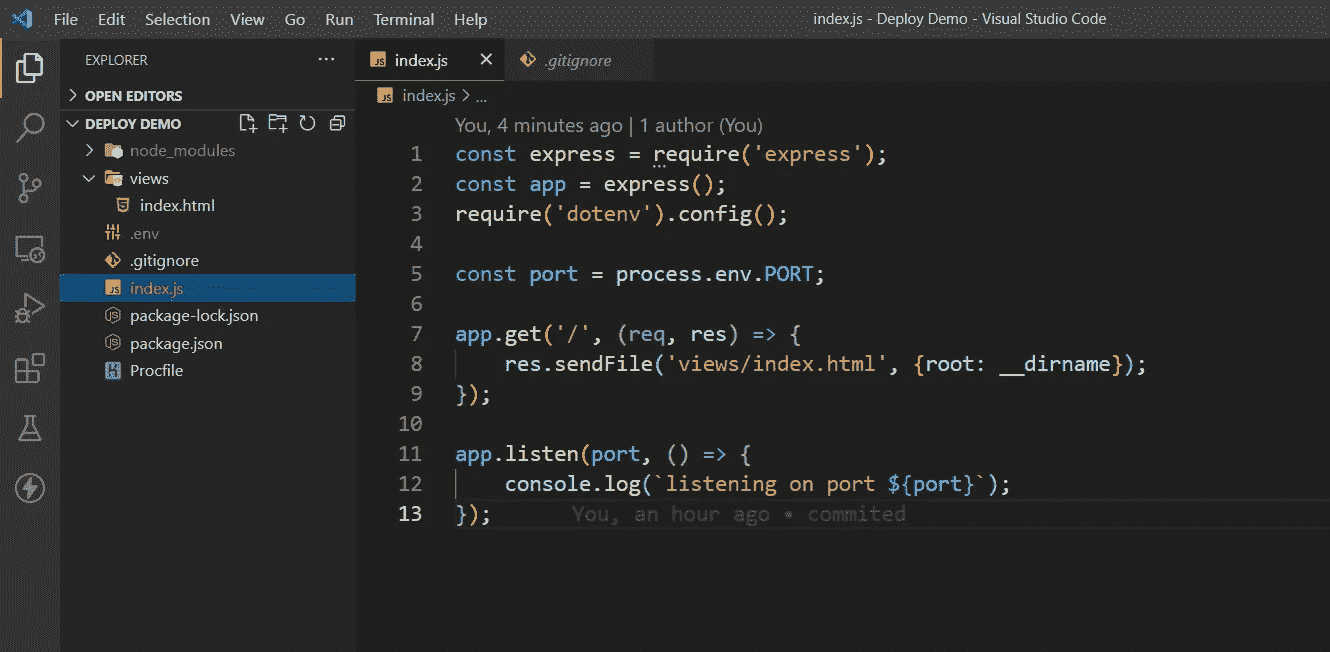 File Edit Selection View Go Run Terminal Help index.js - Deploy Demo - Visual Studio Code
EXPLORER ...
OPEN EDITORS
DEPLOY DEMO
node_modules
views
index.html
.env
.gitignore
index.js
package-lock.json
package.json
Procfile
JS index.js .gitignore
JS index.js > ...
You, 4 minutes ago | 1 author (You)
1 const express = require('express');
2 const app = express();
3 require('dotenv').config();
4
5 const port = process.env.PORT;
6
7 app.get('/', (req, res) => {
8 res.sendFile('views/index.html', {root: __dirname});
9 });
10
11 app.listen(port, () => {
12 console.log(`listening on port ${port}`);
13 }); You, an hour ago • commited